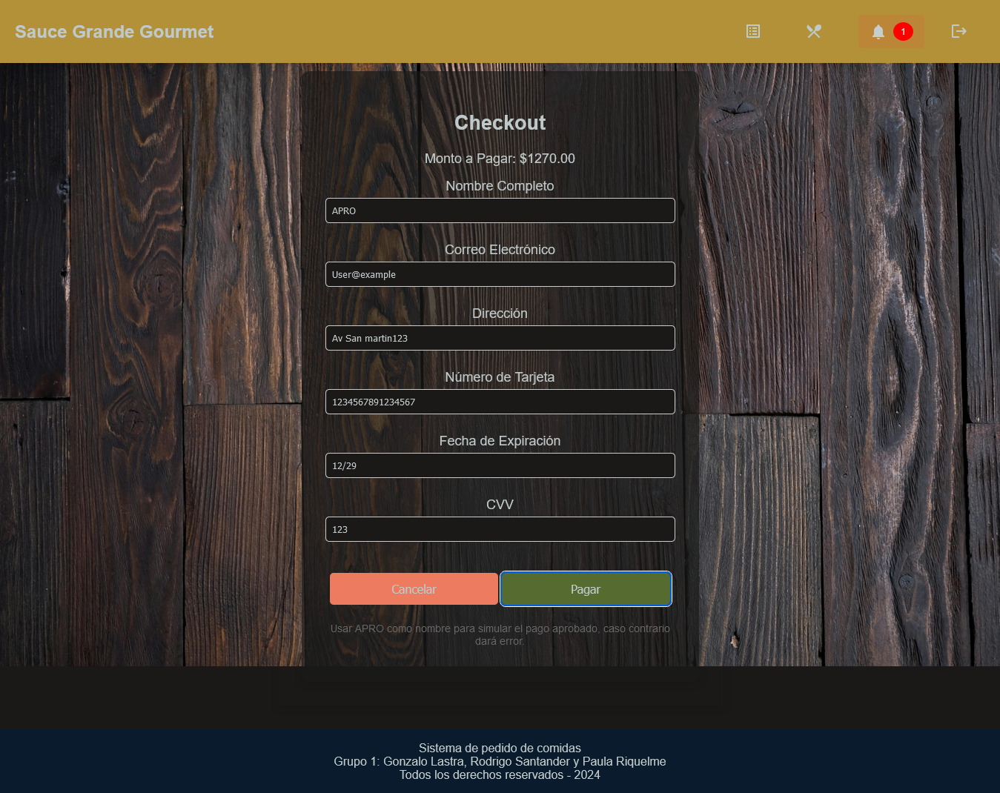 Sauce Grande Gourmet
1
Checkout
Monto a Pagar: $1270.00
Nombre Completo
APRO
Correo Electrónico
User@example
Dirección
Av San martin123
Número de Tarjeta
1234567891234567
Fecha de Expiración
12/29
CVV
123
Cancelar Pagar
Usar APRO como nombre para simular el pago aprobado, caso contrario
dará error.
Sistema de pedido de comidas
Grupo 1: Gonzalo Lastra, Rodrigo Santander y Paula Riquelme
Todos los derechos reservados - 2024